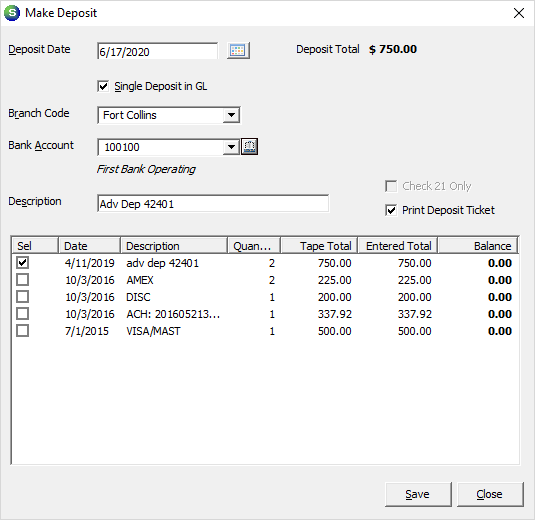 S Make Deposit
Deposit Date 6/17/2020 Deposit Total $ 750.00
Single Deposit in GL
Branch Code Fort Collins
Bank Account 100100
First Bank Operating
Check 21 Only
Description Adv Dep 42401
Print Deposit Ticket
Sel Date Description Quan... Tape Total Entered Total Balance
4/11/2019 adv dep 42401 2 750.00 750.00 0.00
10/3/2016 AMEX 2 225.00 225.00 0.00
10/3/2016 DISC 1 200.00 200.00 0.00
10/3/2016 ACH: 201605213... 1 337.92 337.92 0.00
7/1/2015 VISA/MAST 1 500.00 500.00 0.00
Save Close